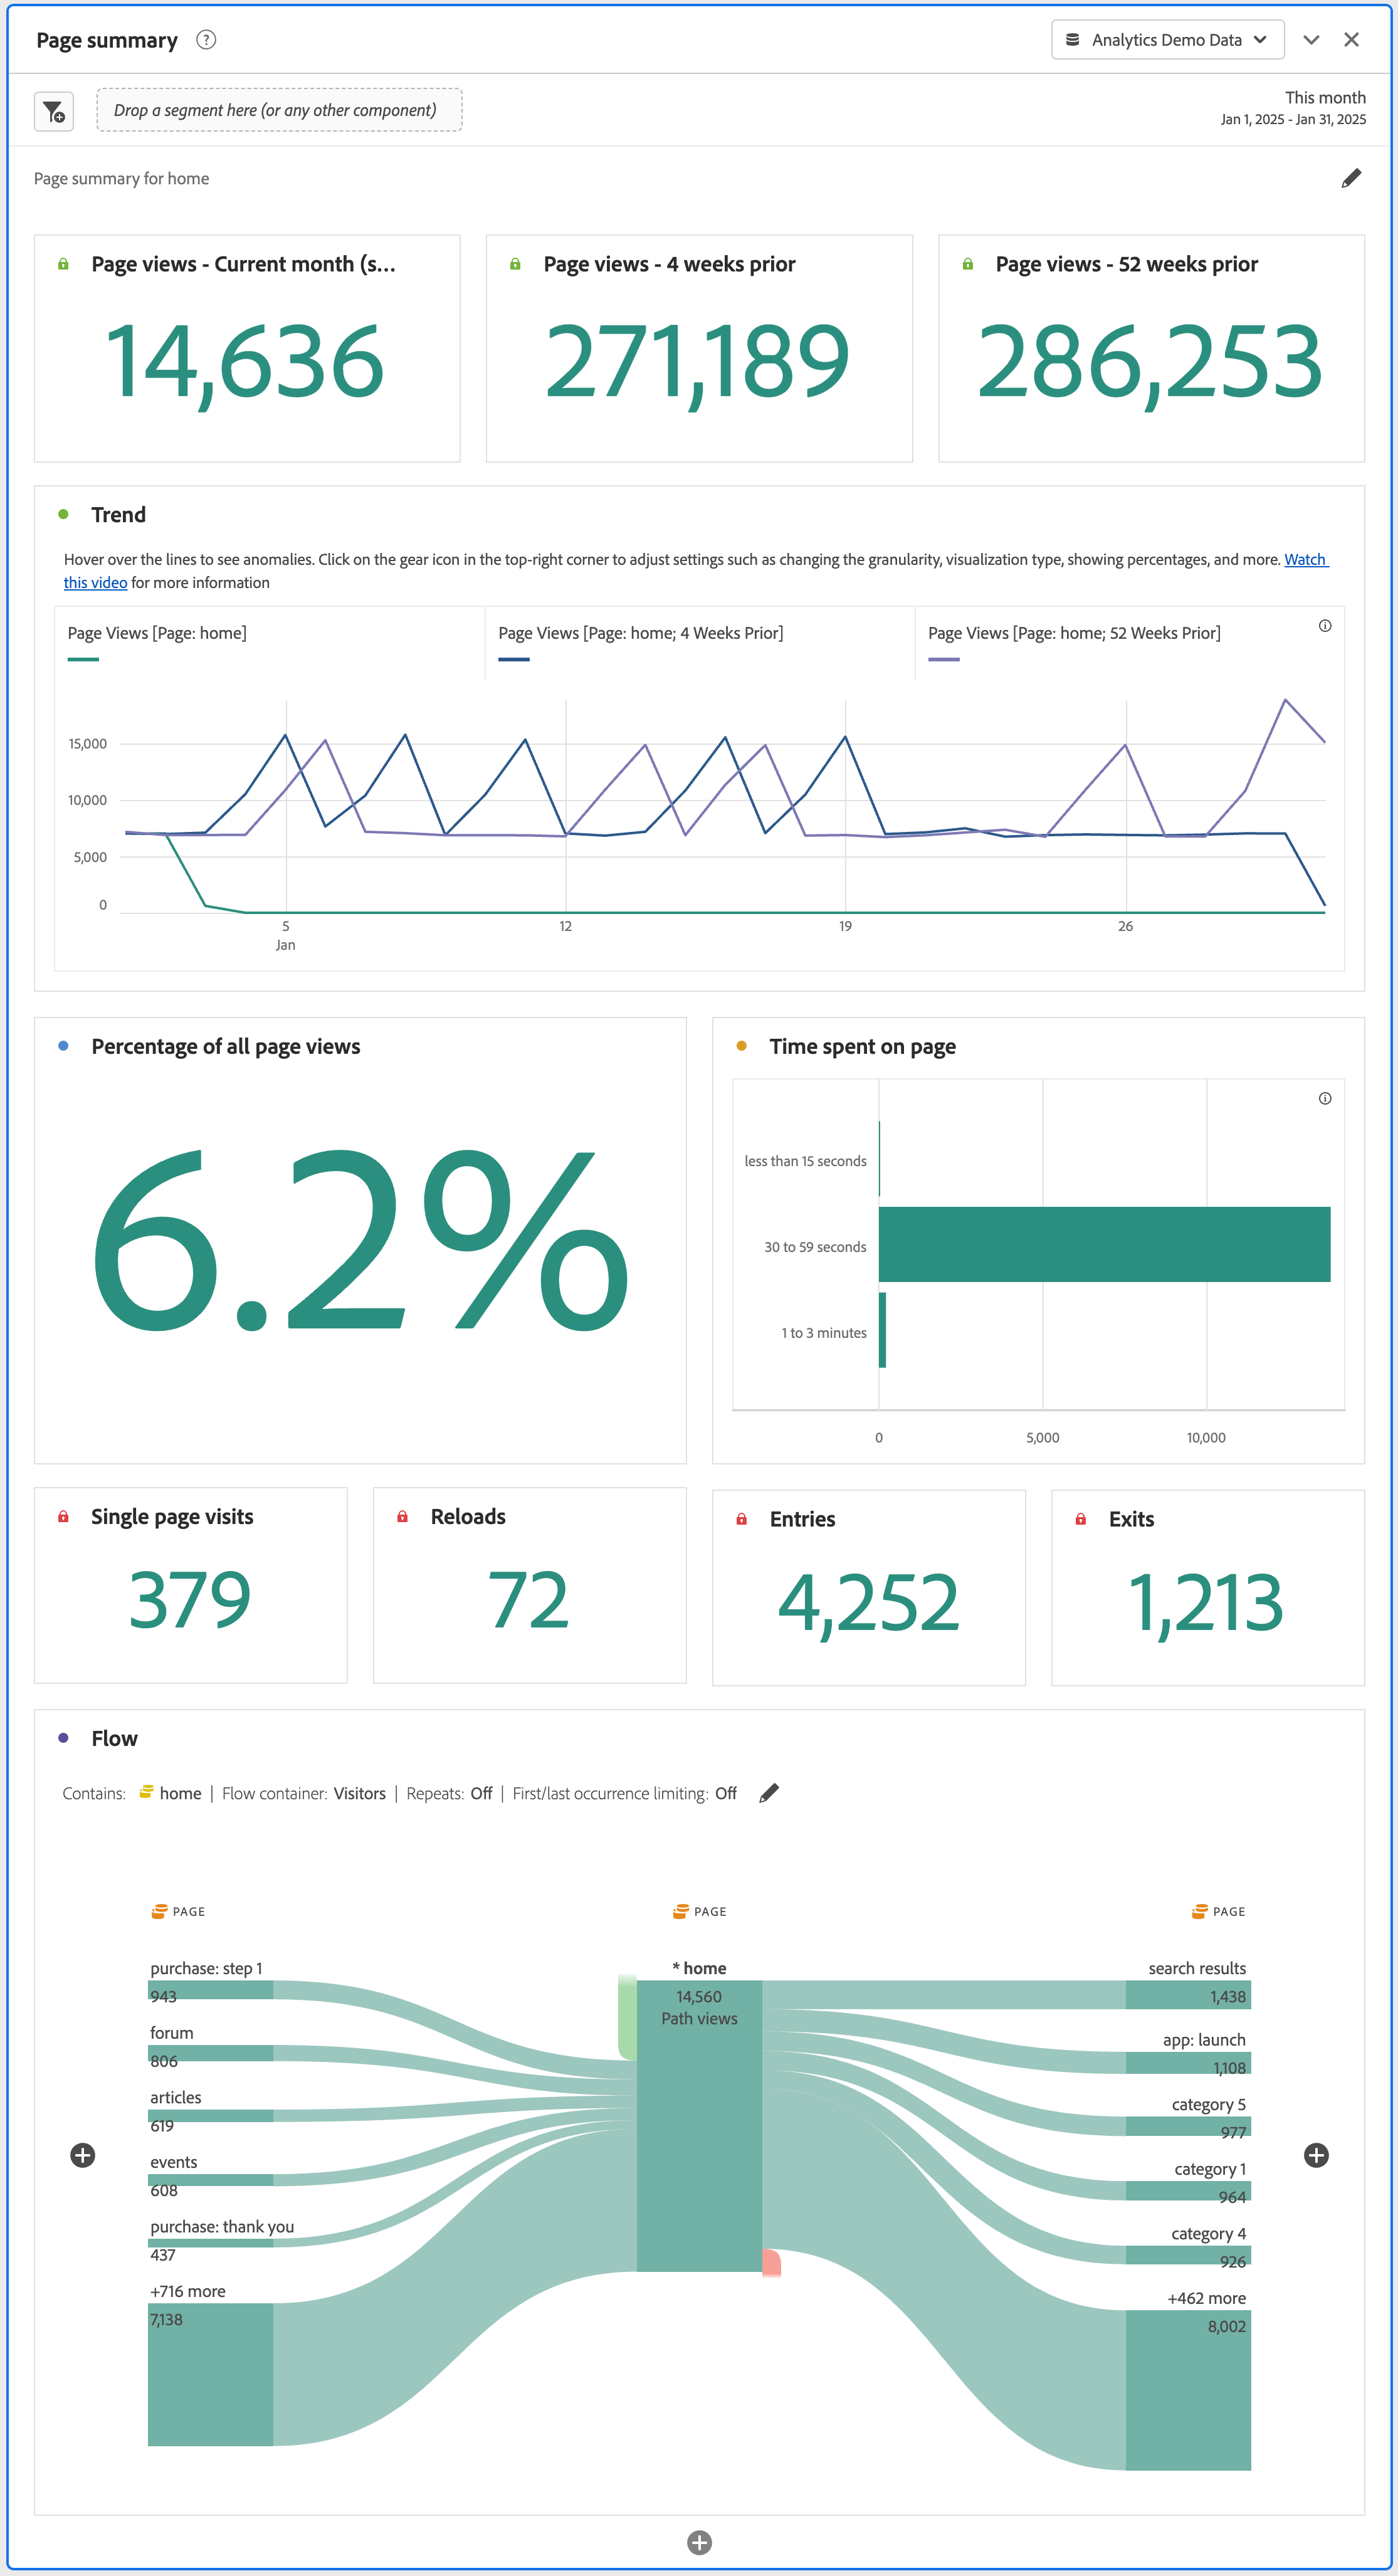 Page summary
Analytics Demo Data
Drop a segment here (or any other component)
This month
Jan 1, 2025 - Jan 31, 2025
Page summary for home
Page views - Current month (s...
14,636
Page views - 4 weeks prior
271,189
Page views - 52 weeks prior
286,253
Trend
Hover over the lines to see anomalies. Click on the gear icon in the top-right corner to adjust settings such as changing the granularity, visualization type, showing percentages, and more. Watch
this video for more information
Page Views [Page: home]
Page Views [Page: home; 4 Weeks Prior]
Page Views [Page: home; 52 Weeks Prior]
15,000
10,000
5,000
0
5
12
19
26
Jan
Percentage of all page views
6.2%
Time spent on page
less than 15 seconds
30 to 59 seconds
1 to 3 minutes
0
5,000
10,000
Single page visits
379
Reloads
72
Entries
4,252
Exits
1,213
Flow
Contains: home | Flow container: Visitors | Repeats: Off | First/last occurrence limiting: Off
PAGE
purchase: step 1
943
forum
806
articles
619
events
608
purchase: thank you
437
+716 more
7,138
PAGE
* home
14,560
Path views
PAGE
search results
1,438
app: launch
1,108
category 5
977
category 1
964
category 4
926
+462 more
8,002